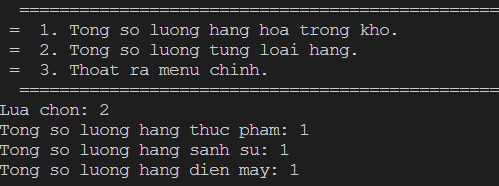 ================================================
=  1. Tong so luong hang hoa trong kho.
=  2. Tong so luong tung loai hang.
=  3. Thoat ra menu chinh.
================================================
Lua chon: 2
Tong so luong hang thuc pham: 1
Tong so luong hang sanh su: 1
Tong so luong hang dien may: 1